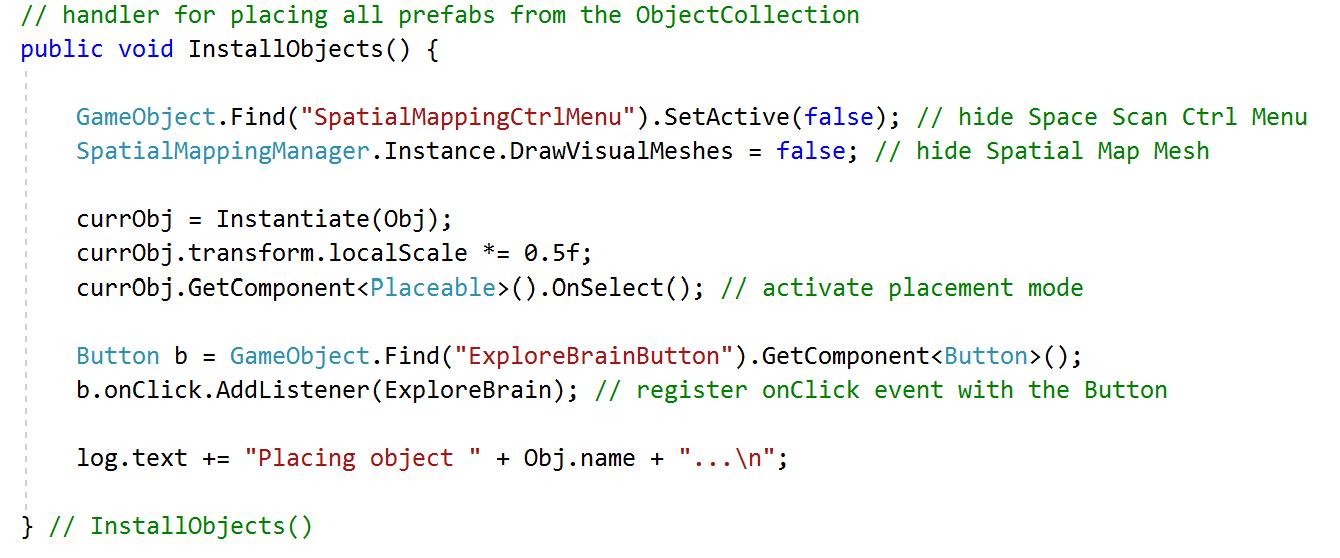 // handler for placing all prefabs from the ObjectCollection
public void InstallObjects() {
GameObject.Find("SpatialMappingCtrlMenu").SetActive(false); // hide Space Scan Ctrl Menu
SpatialMappingManager.Instance.DrawVisualMeshes = false; // hide Spatial Map Mesh
currObj = Instantiate(Obj);
currObj.transform.localScale *= 0.5f;
currObj.GetComponent<Placeable>().OnSelect(); // activate placement mode
Button b = GameObject.Find("ExploreBrainButton").GetComponent<Button>();
b.onClick.AddListener(ExploreBrain); // register onClick event with the Button
log.text += "Placing object " + Obj.name + "...\n";
} // InstallObjects()